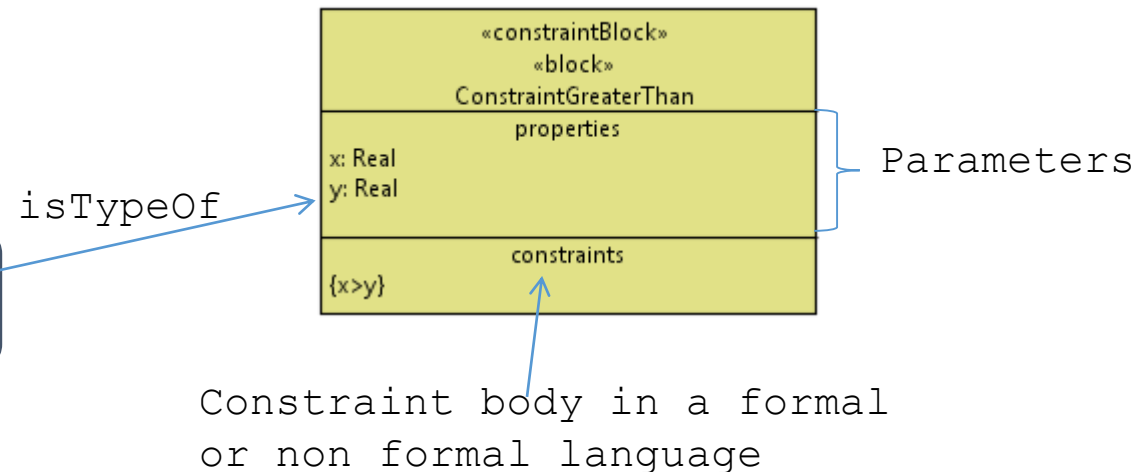 «constraintBlock»
«block»
ConstraintGreaterThan
properties
x: Real
y: Real
Parameters
isTypeOf
constraints
{x>y}
Constraint body in a formal
or non formal language